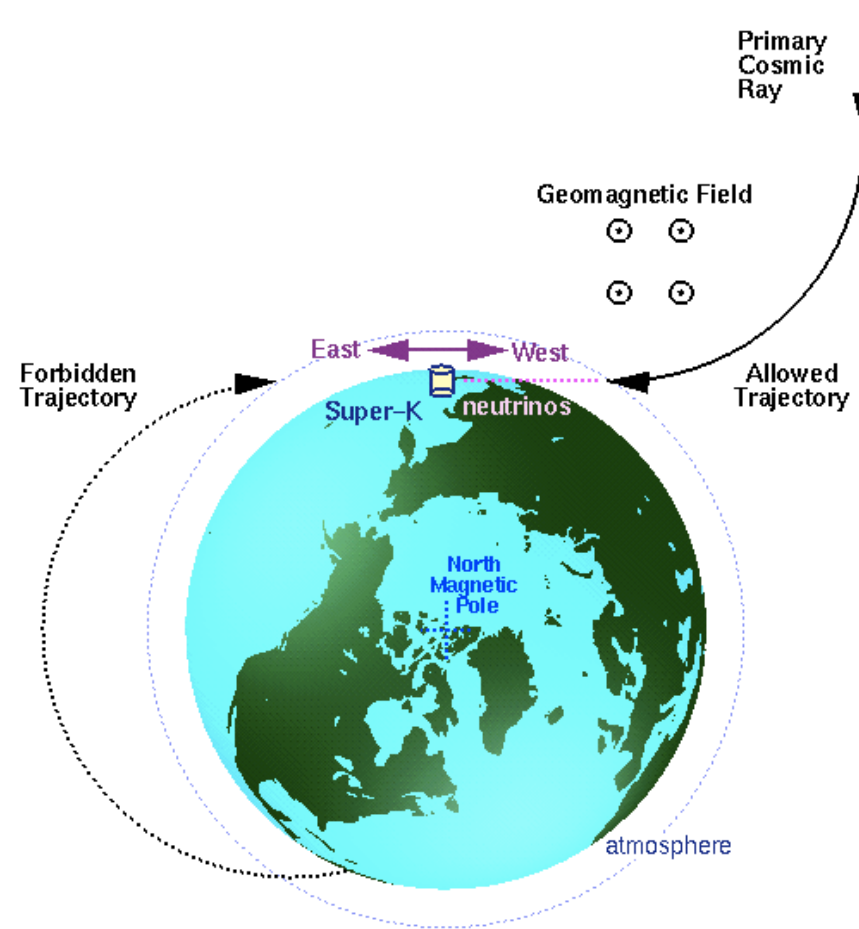 Primary
Cosmic
Ray
Geomagnetic Field
East
West
Forbidden
Trajectory
Allowed
Trajectory
Super-K
neutrinos
North
Magnetic
Pole
atmosphere